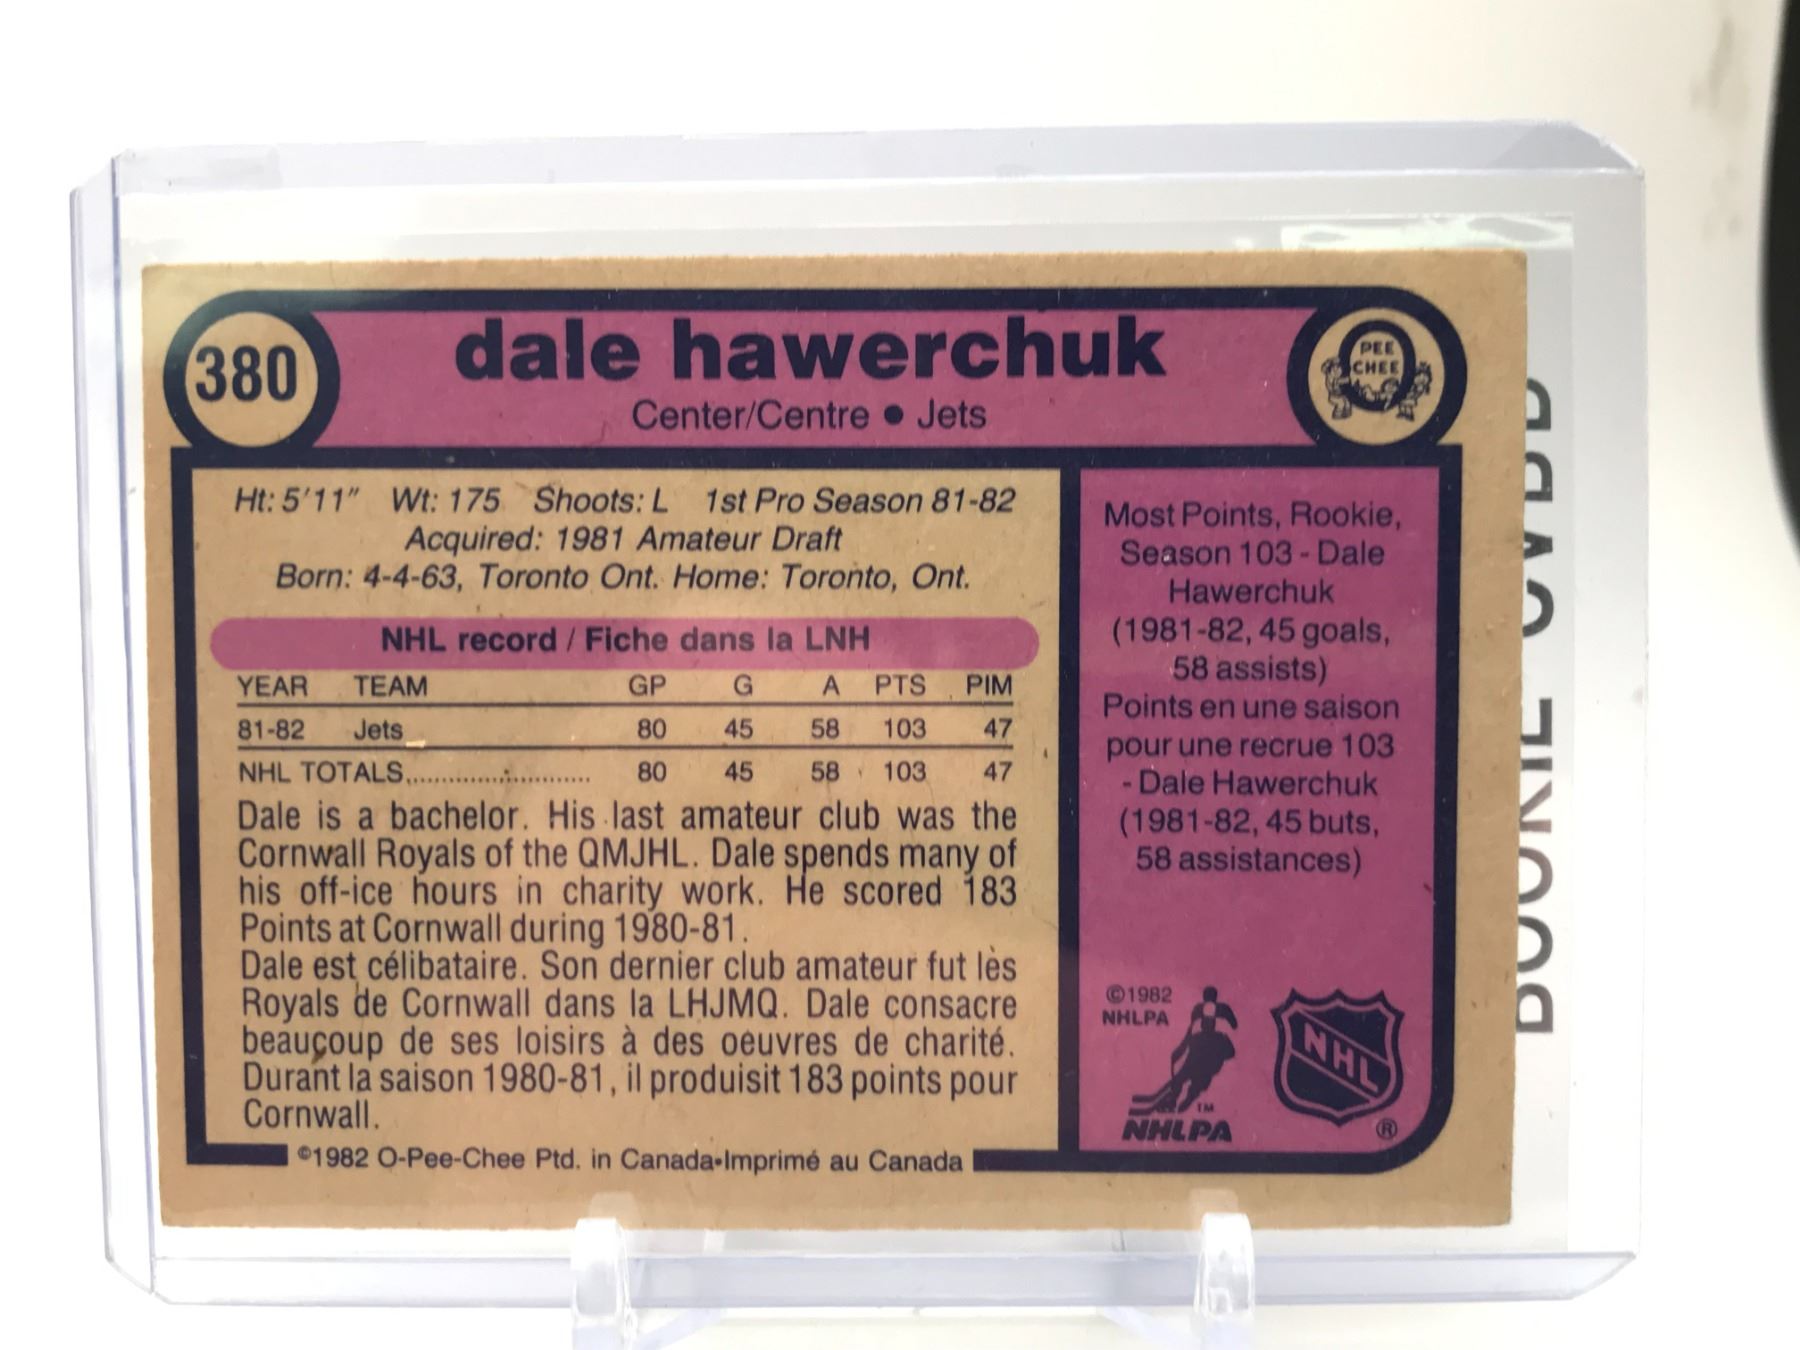 380
dale hawerchuk
Center/Centre • Jets
PEE
CHEE
Ht: 5'11" Wt: 175 Shoots: L 1st Pro Season 81-82
Acquired: 1981 Amateur Draft
Born: 4-4-63, Toronto Ont. Home: Toronto, Ont.
NHL record / Fiche dans la LNH
YEAR TEAM GP G A PTS PIM
81-82 Jets 80 45 58 103 47
NHL TOTALS 80 45 58 103 47
Dale is a bachelor. His last amateur club was the
Cornwall Royals of the QMJHL. Dale spends many of
his off-ice hours in charity work. He scored 183
Points at Cornwall during 1980-81.
Dale est célibataire. Son dernier club amateur fut les
Royals de Cornwall dans la LHJMQ. Dale consacre
beaucoup de ses loisirs à des oeuvres de charité.
Durant la saison 1980-81, il produisit 183 points pour
Cornwall.
©1982 O-Pee-Chee Ptd. in Canada•Imprimé au Canada
Most Points, Rookie,
Season 103 - Dale
Hawerchuk
(1981-82, 45 goals,
58 assists)
Points en une saison
pour une recrue 103
- Dale Hawerchuk
(1981-82, 45 buts,
58 assistances)
©1982
NHLPA
TM
NHLPA
NHL
®
ROOKIE CARD